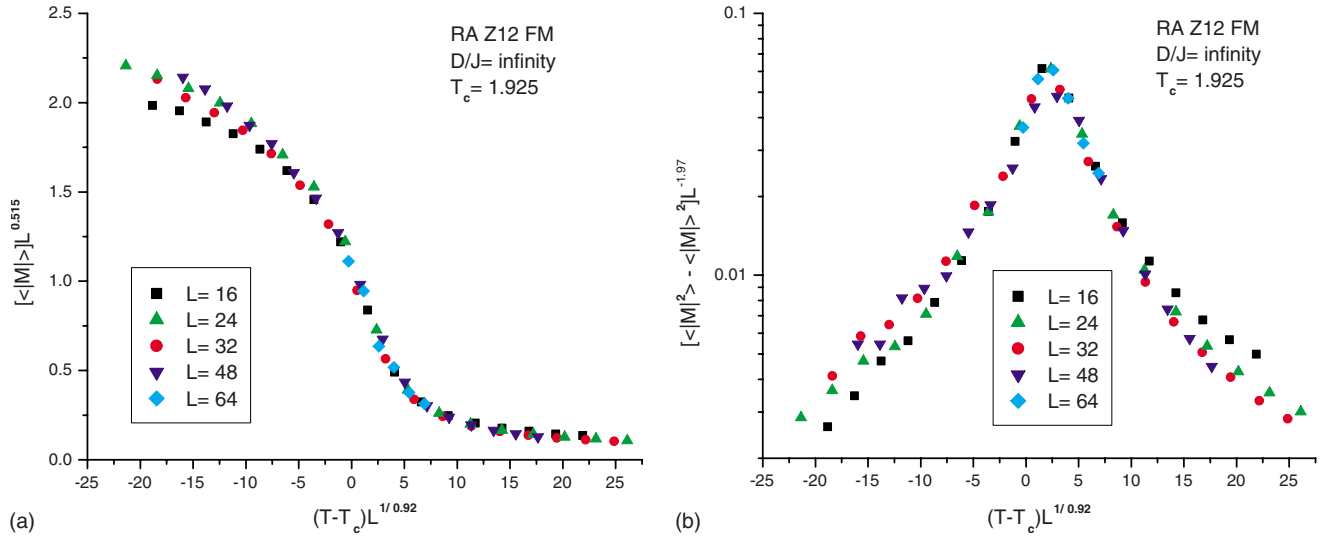 2.5
2.0
1.5
1.0
0.5
0.0
[<|M|>]L^0.515
RA Z12 FM
D/J= infinity
T_c= 1.925
L= 16
L= 24
L= 32
L= 48
L= 64
-25 -20 -15 -10 -5 0 5 10 15 20 25
(T-T_c)L^1/ 0.92
(a)
0.1
0.01
[<|M|^2> - <|M|>^2]L^-1.97
RA Z12 FM
D/J= infinity
T_c= 1.925
L= 16
L= 24
L= 32
L= 48
L= 64
-25 -20 -15 -10 -5 0 5 10 15 20 25
(T-T_c)L^1/ 0.92
(b)